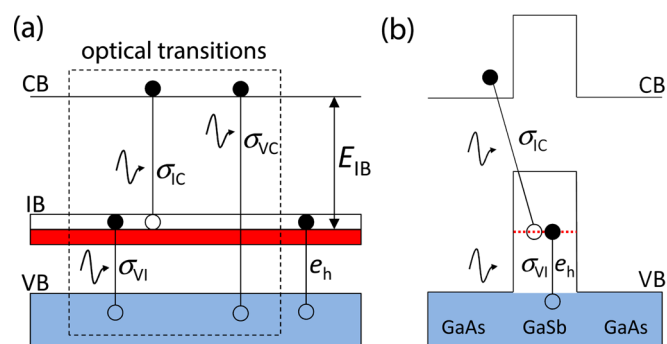 (a)
optical transitions
CB
σVC
σIC
EIB
IB
σVI
eh
VB
(b)
CB
σIC
σVI
eh
VB
GaAs GaSb GaAs